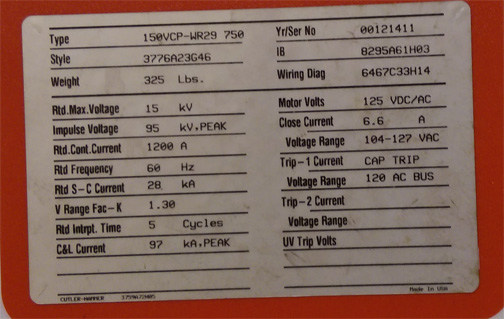 Type 150VCP-WR29 750
Style 3776A23G46
Weight 325 Lbs.
Rtd.Max.Voltage 15 kV
Impulse Voltage 95 kV.PEAK
Rtd.Cont.Current 1200 A
Rtd Frequency 60 Hz
Rtd S-C Current 28 kA
V Range Fac-K 1.30
Rtd Intrpt. Time 5 Cycles
C&L Current 97 kA.PEAK
CUTLER-HAMMER 3759A72H05
Yr/Ser No 00121411
IB 8295A61H03
Wiring Diag 6467C33H14
Motor Volts 125 VDC/AC
Close Current 6.6 A
Voltage Range 104-127 VAC
Trip-1 Current CAP TRIP
Voltage Range 120 AC BUS
Trip-2 Current
Voltage Range
UV Trip Volts
Made In Usa